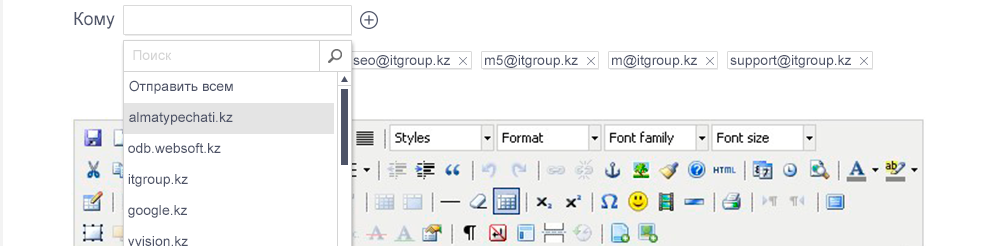 Кому
Поиск
seo@itgroup.kz m5@itgroup.kz m@itgroup.kz support@itgroup.kz
Отправить всем
almatypechati.kz
odb.websoft.kz
itgroup.kz
google.kz
yvision.kz
Styles Format Font family Font size
HTML